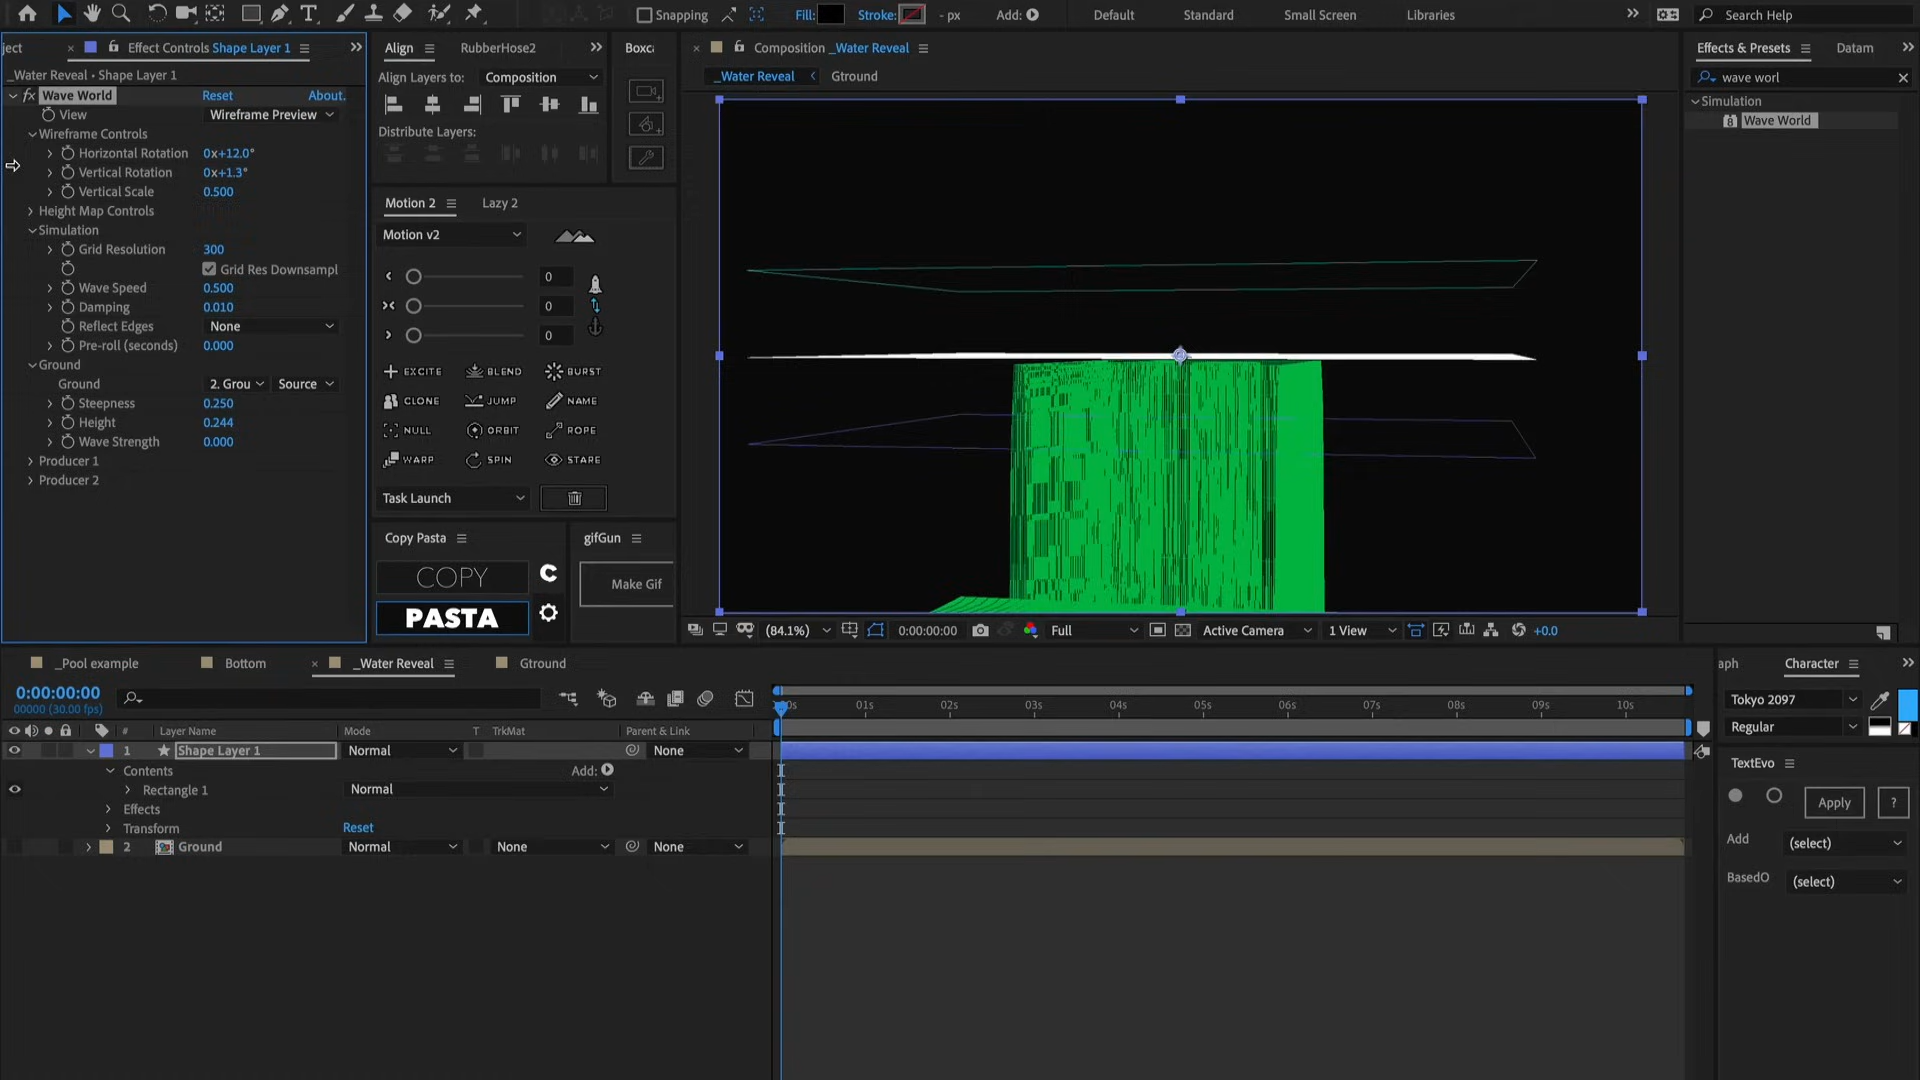 Snapping
Fill:
Stroke:
- px
Add:
Default
Standard
Small Screen
Libraries
Search Help
ject
Effect Controls Shape Layer 1
_Water Reveal • Shape Layer 1
fx Wave World
Reset
About.
View
Wireframe Preview
Wireframe Controls
Horizontal Rotation
0x+12.0°
Vertical Rotation
0x+1.3°
Vertical Scale
0.500
Height Map Controls
Simulation
Grid Resolution
300
Grid Res Downsampl
Wave Speed
0.500
Damping
0.010
Reflect Edges
None
Pre-roll (seconds)
0.000
Ground
Ground
2. Grou
Source
Steepness
0.250
Height
0.244
Wave Strength
0.000
Producer 1
Producer 2
Align
RubberHose2
Boxca
Align Layers to:
Composition
Distribute Layers:
Motion 2
Lazy 2
Motion v2
0
0
0
EXCITE
BLEND
BURST
CLONE
JUMP
NAME
NULL
ORBIT
ROPE
WARP
SPIN
STARE
Task Launch
Copy Pasta
gifGun
COPY
C
Make Gif
PASTA
Composition _Water Reveal
_Water Reveal
Gtround
(84.1%)
0:00:00:00
Full
Active Camera
1 View
+0.0
Effects & Presets
Datam
wave worl
Simulation
8 Wave World
_Pool example
Bottom
_Water Reveal
Gtround
0:00:00:00
00000 (30.00 fps)
#
Layer Name
Mode
T
TrkMat
Parent & Link
1
Shape Layer 1
Normal
None
Contents
Add:
Rectangle 1
Normal
Effects
Transform
Reset
2
Ground
Normal
None
None
0s
01s
02s
03s
04s
05s
06s
07s
08s
09s
10s
aph
Character
Tokyo 2097
Regular
TextEvo
Apply
?
Add
(select)
BasedO
(select)